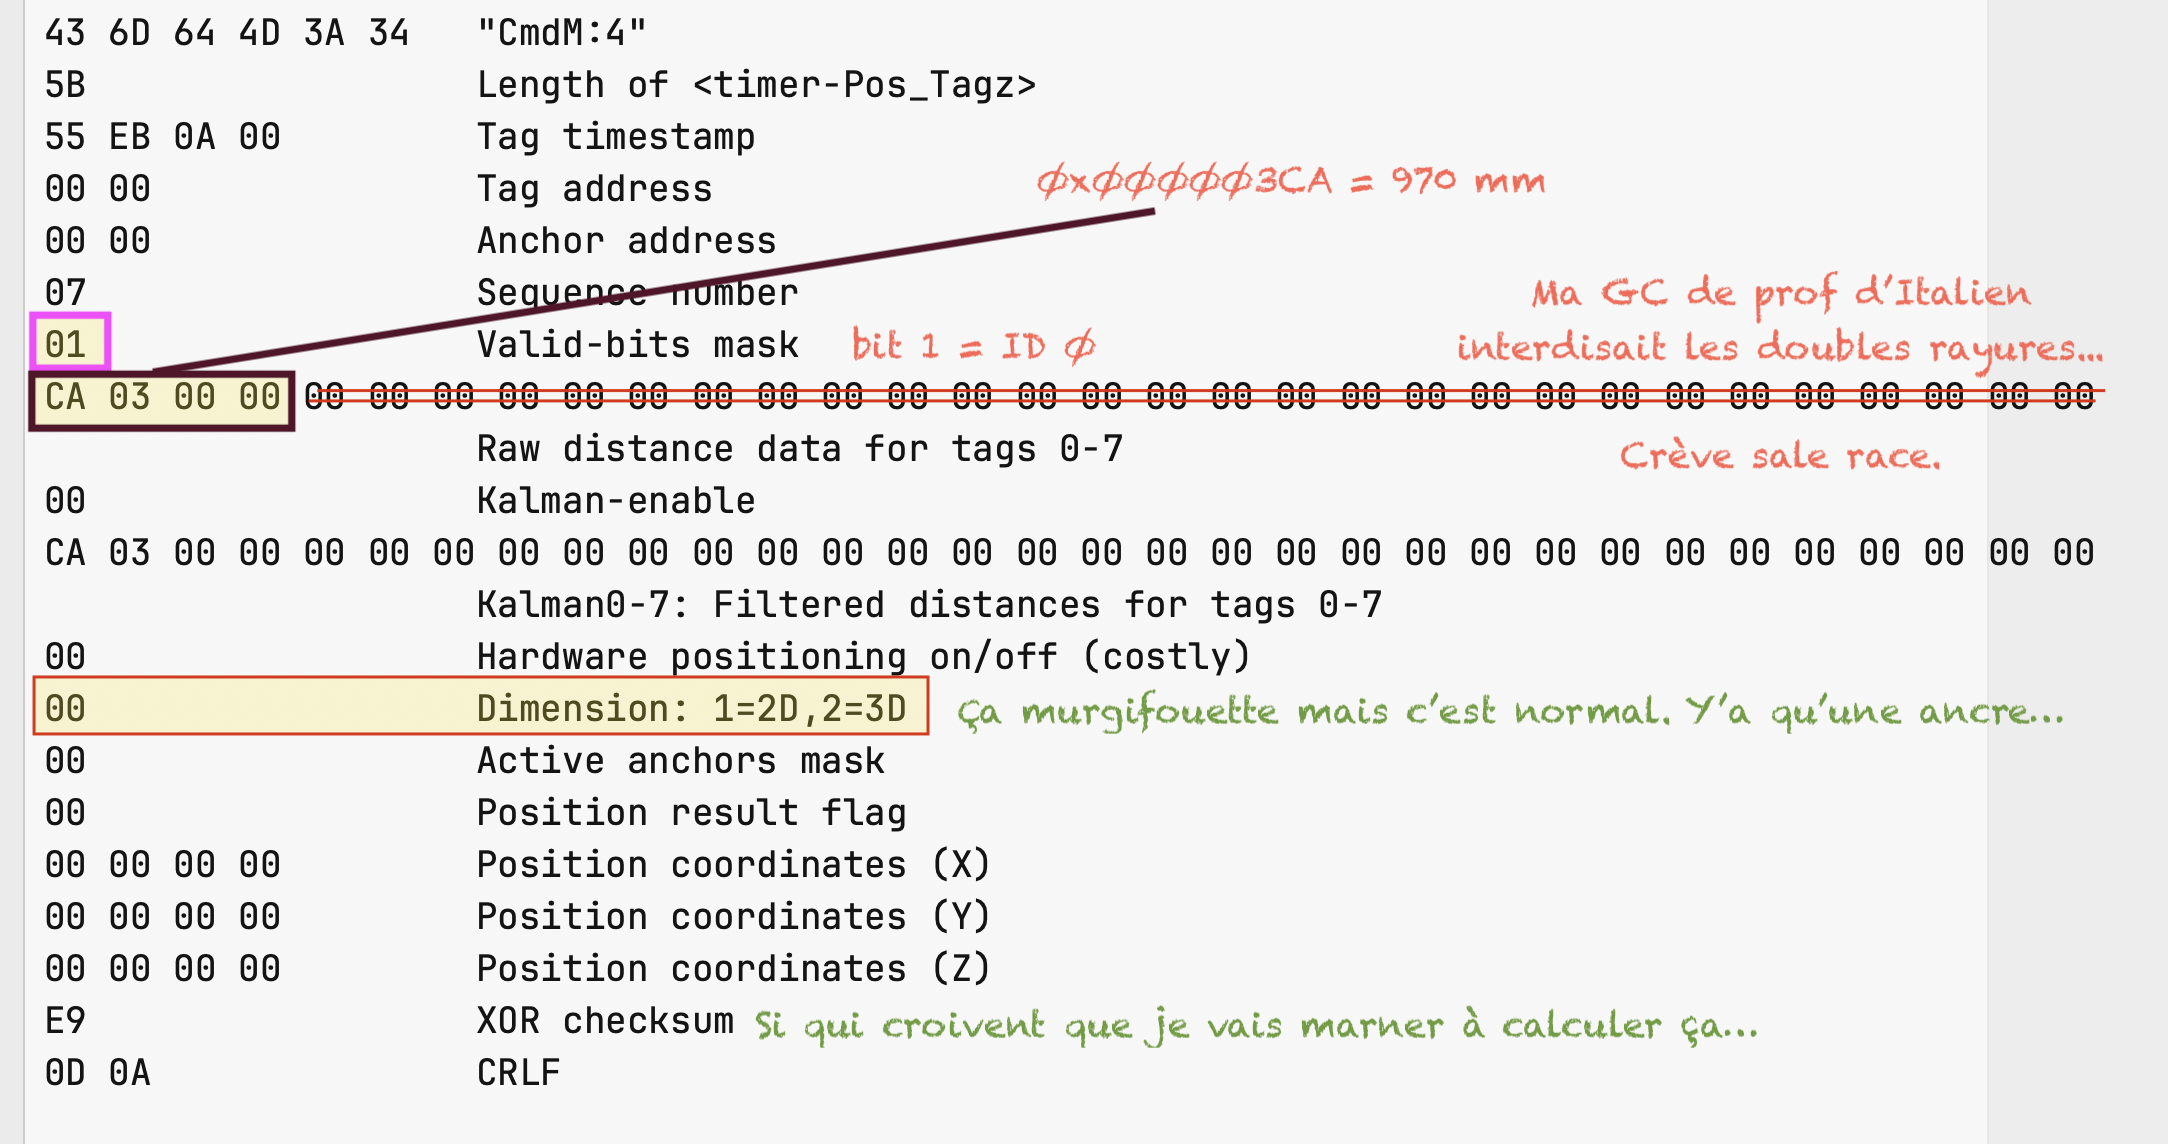 43 6D 64 4D 3A 34 "CmdM:4"
5B Length of <timer-Pos_Tagz>
55 EB 0A 00 Tag timestamp
øxøøøøø3CA = 970 mm
00 00 Tag address
00 00 Anchor address
07 Sequence number
Ma GC de prof d'Italien
01 Valid-bits mask bit 1 = ID ø
interdisait les doubles rayures...
CA 03 00 00 00 00 00 00 00 00 00 00 00 00 00 00 00 00 00 00 00 00 00 00 00 00 00 00 00 00 00 00
Raw distance data for tags 0-7
Crève sale race.
00 Kalman-enable
CA 03 00 00 00 00 00 00 00 00 00 00 00 00 00 00 00 00 00 00 00 00 00 00 00 00 00 00 00 00 00 00
Kalman0-7: Filtered distances for tags 0-7
00 Hardware positioning on/off (costly)
00 Dimension: 1=2D,2=3D Ça murgifouette mais c'est normal. Y'a qu'une ancre...
00 Active anchors mask
00 Position result flag
00 00 00 00 Position coordinates (X)
00 00 00 00 Position coordinates (Y)
00 00 00 00 Position coordinates (Z)
E9 XOR checksum Si qui croivent que je vais marner à calculer ça...
0D 0A CRLF